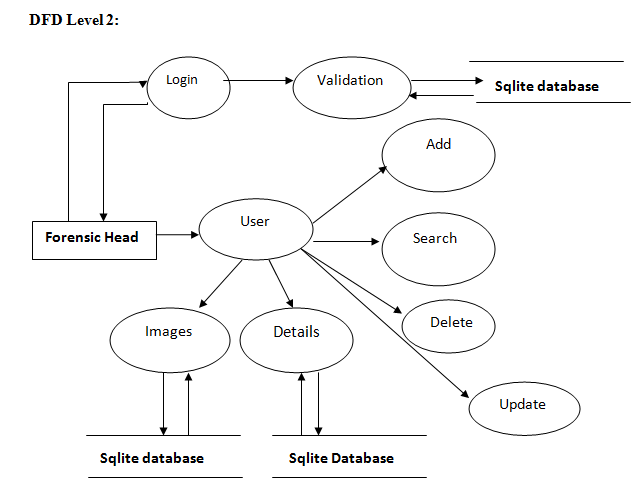 DFD Level 2:
Login
Validation
Sqlite database
Add
User
Forensic Head
Search
Images
Details
Delete
Update
Sqlite database
Sqlite Database